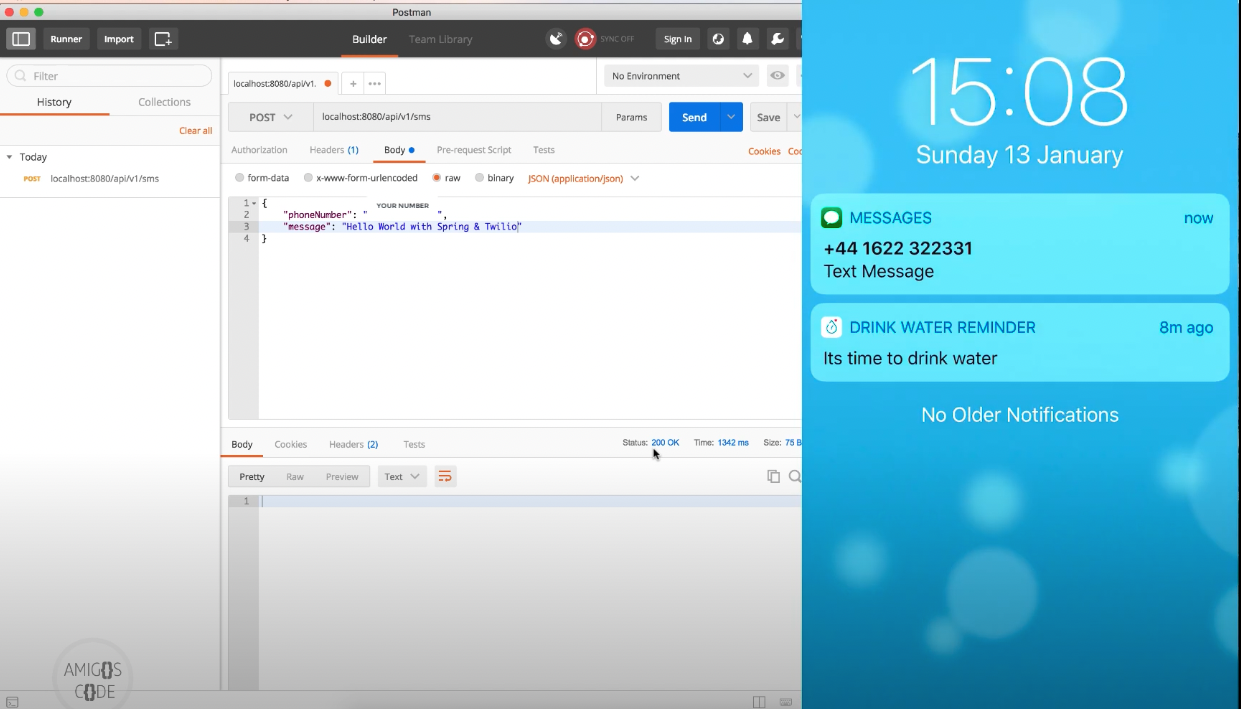 Postman
Runner
Import
Builder
Team Library
SYNC OFF
Sign In
Filter
History
Collections
Clear all
Today
POST localhost:8080/api/v1/sms
localhost:8080/api/v1.
+
•••
No Environment
POST
localhost:8080/api/v1/sms
Params
Send
Save
Authorization
Headers (1)
Body
Pre-request Script
Tests
Cookies
form-data
x-www-form-urlencoded
raw
binary
JSON (application/json)
1 {
YOUR NUMBER
2 "phoneNumber": " ",
3 "message": "Hello World with Spring & Twilio"
4 }
Body
Cookies
Headers (2)
Tests
Status: 200 OK
Time: 1342 ms
Size: 75 B
Pretty
Raw
Preview
Text
1
AMIGOS
C{}DE
15:08
Sunday 13 January
MESSAGES
now
+44 1622 322331
Text Message
DRINK WATER REMINDER
8m ago
Its time to drink water
No Older Notifications